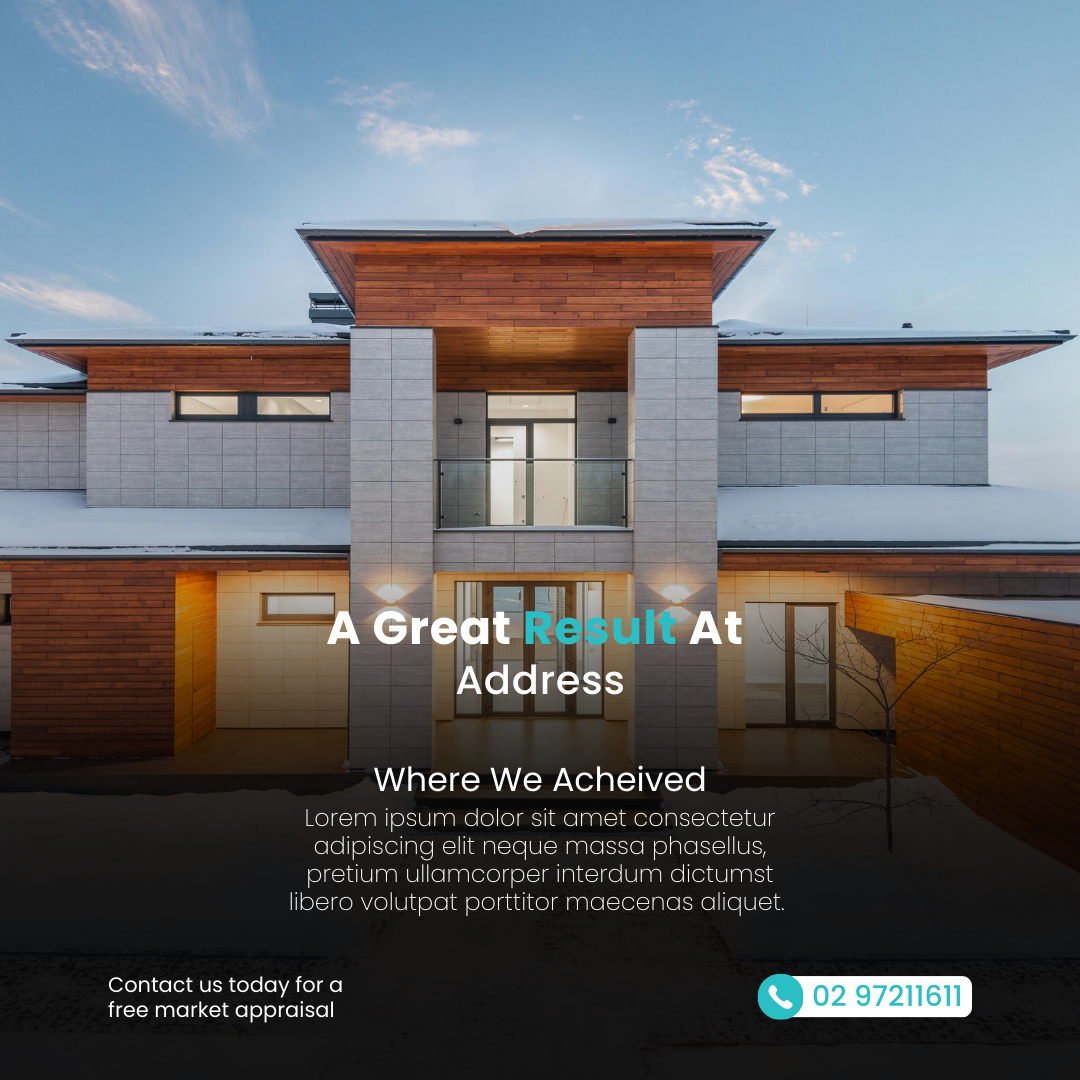 A Great Result At
Address
Where We Acheived
Lorem ipsum dolor sit amet consectetur
adipiscing elit neque massa phasellus,
pretium ullamcorper interdum dictumst
libero volutpat porttitor maecenas aliquet.
Contact us today for a
free market appraisal
02 97211611